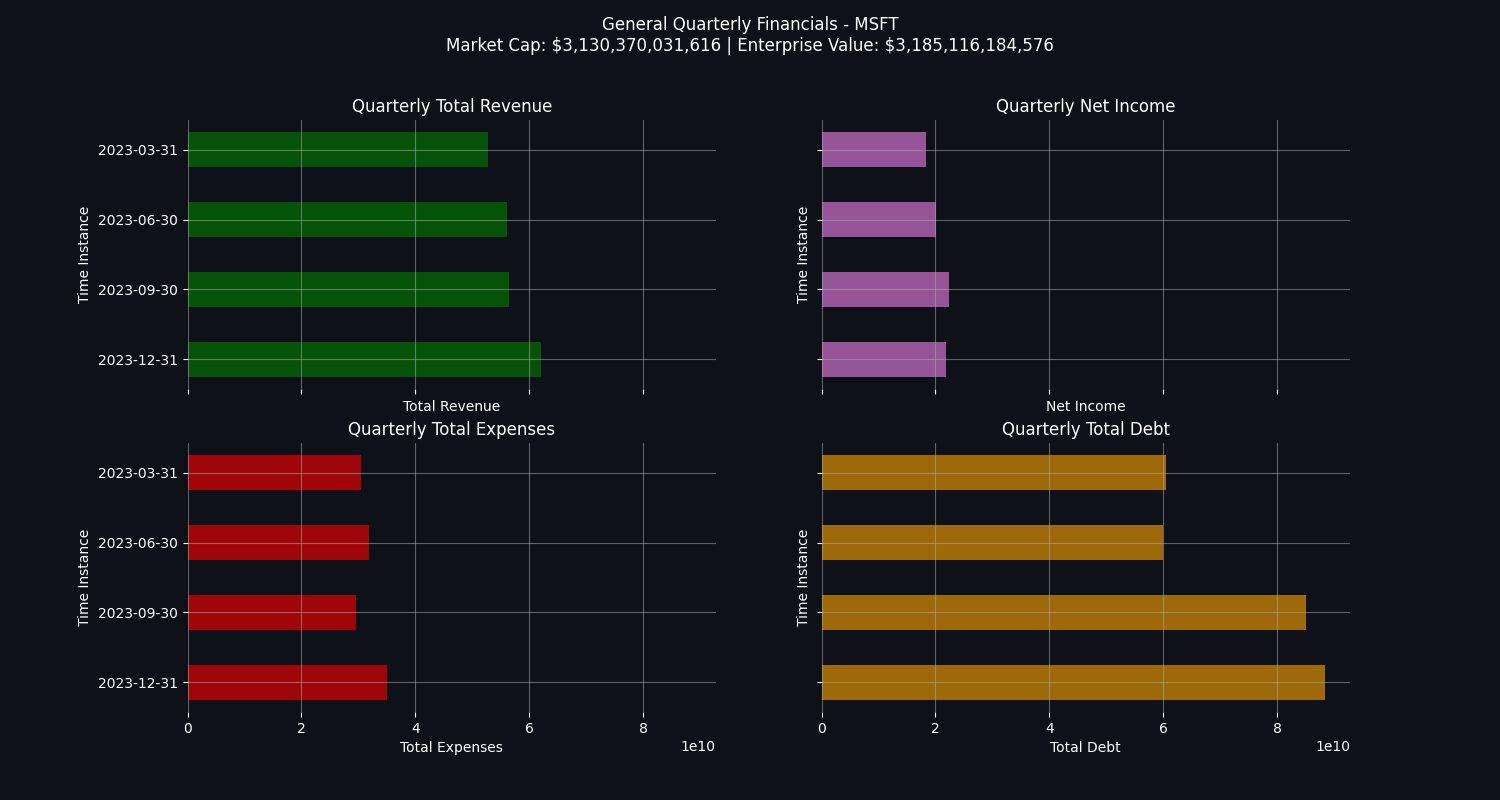 General Quarterly Financials - MSFT
Market Cap: $3,130,370,031,616 | Enterprise Value: $3,185,116,184,576
Quarterly Total Revenue
Time Instance
2023-03-31
2023-06-30
2023-09-30
2023-12-31
Total Revenue
Quarterly Net Income
Time Instance
Net Income
Quarterly Total Expenses
Time Instance
2023-03-31
2023-06-30
2023-09-30
2023-12-31
0 2 4 6 8
Total Expenses
1e10
Quarterly Total Debt
Time Instance
0 2 4 6 8
Total Debt
1e10